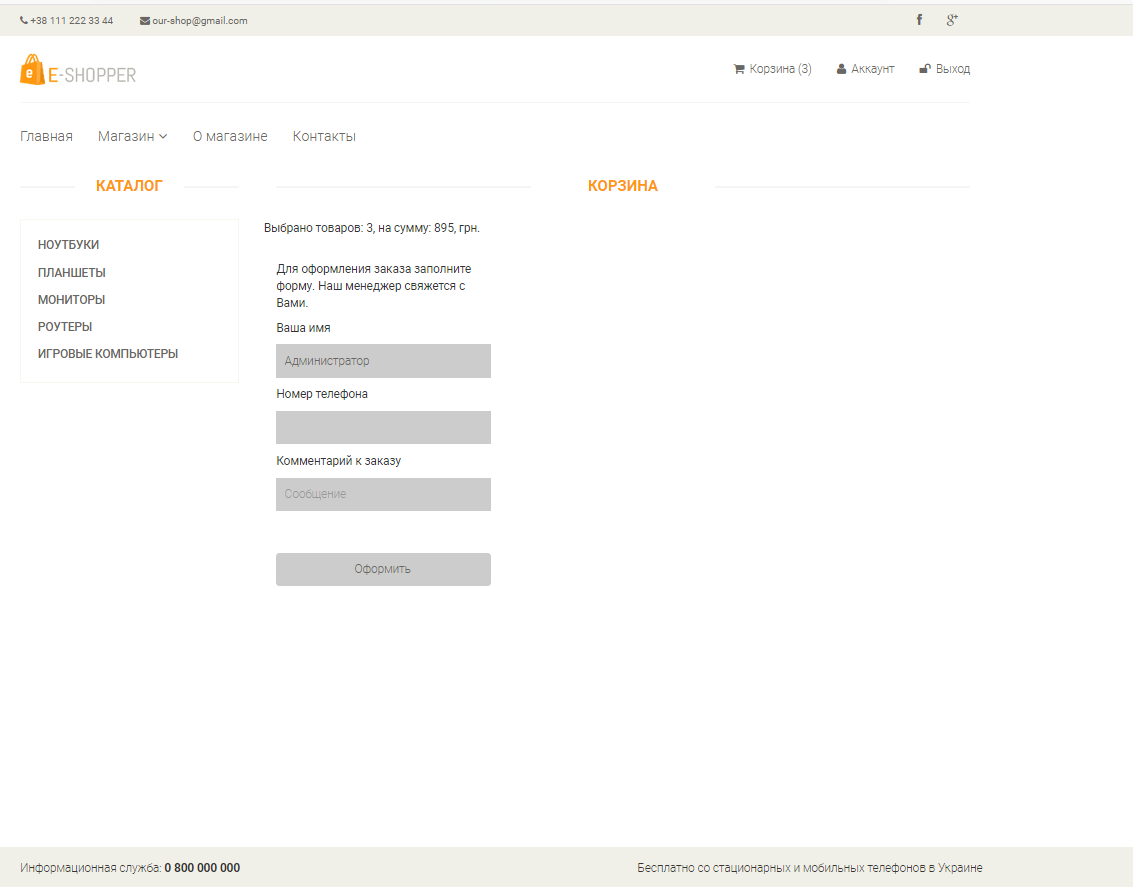 +38 111 222 33 44 our-shop@gmail.com
E-SHOPPER
Корзина (3) Аккаунт Выход
Главная Магазин О магазине Контакты
КАТАЛОГ
КОРЗИНА
НОУТБУКИ
ПЛАНШЕТЫ
МОНИТОРЫ
РОУТЕРЫ
ИГРОВЫЕ КОМПЬЮТЕРЫ
Выбрано товаров: 3, на сумму: 895, грн.
Для оформления заказа заполните
форму. Наш менеджер свяжется с
Вами.
Ваша имя
Администратор
Номер телефона
Комментарий к заказу
Сообщение
Оформить
Информационная служба: 0 800 000 000
Бесплатно со стационарных и мобильных телефонов в Украине